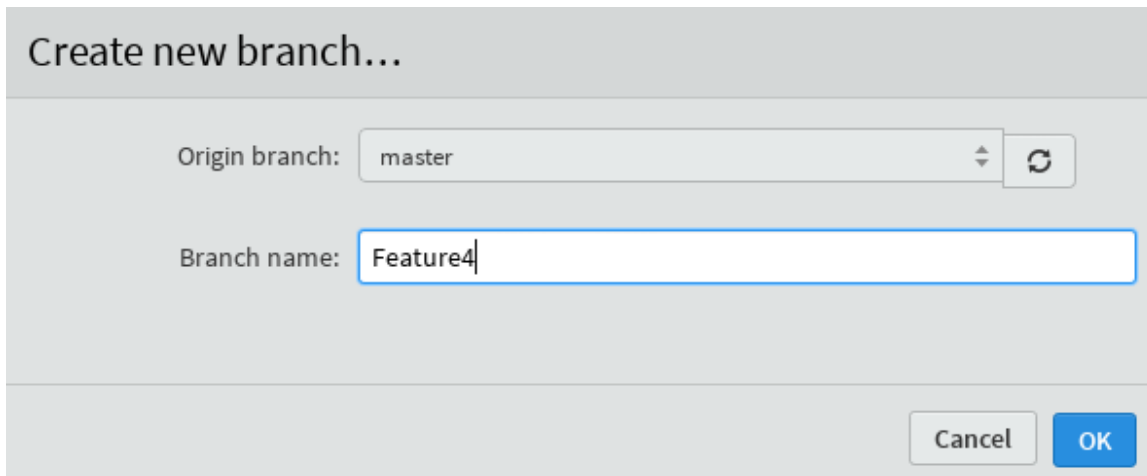 Create new branch...
Origin branch: master
Branch name: Feature4
Cancel OK